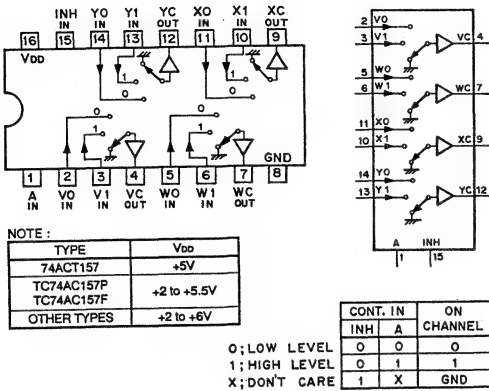 INH IN Y0 IN Y1 IN YC OUT X0 IN X1 IN XC OUT
16 15 14 13 12 11 10 9
VDD
1 1
0 0
0 0
1 1
GND
1 2 3 4 5 6 7 8
A IN V0 IN V1 IN VC OUT W0 IN W1 IN WC OUT
2 V0
3 V1
VC 4
5 W0
6 W1
WC 7
11 X0
10 X1
XC 9
14 Y0
13 Y1
YC 12
A INH
1 15
NOTE :
TYPE VDD
74ACT157 +5V
TC74AC157P
TC74AC157F
+2 to +5.5V
OTHER TYPES +2 to +6V
CONT. IN ON CHANNEL
INH A
0;LOW LEVEL 0 0 0
1;HIGH LEVEL 0 1 1
X;DON'T CARE 1 X GND